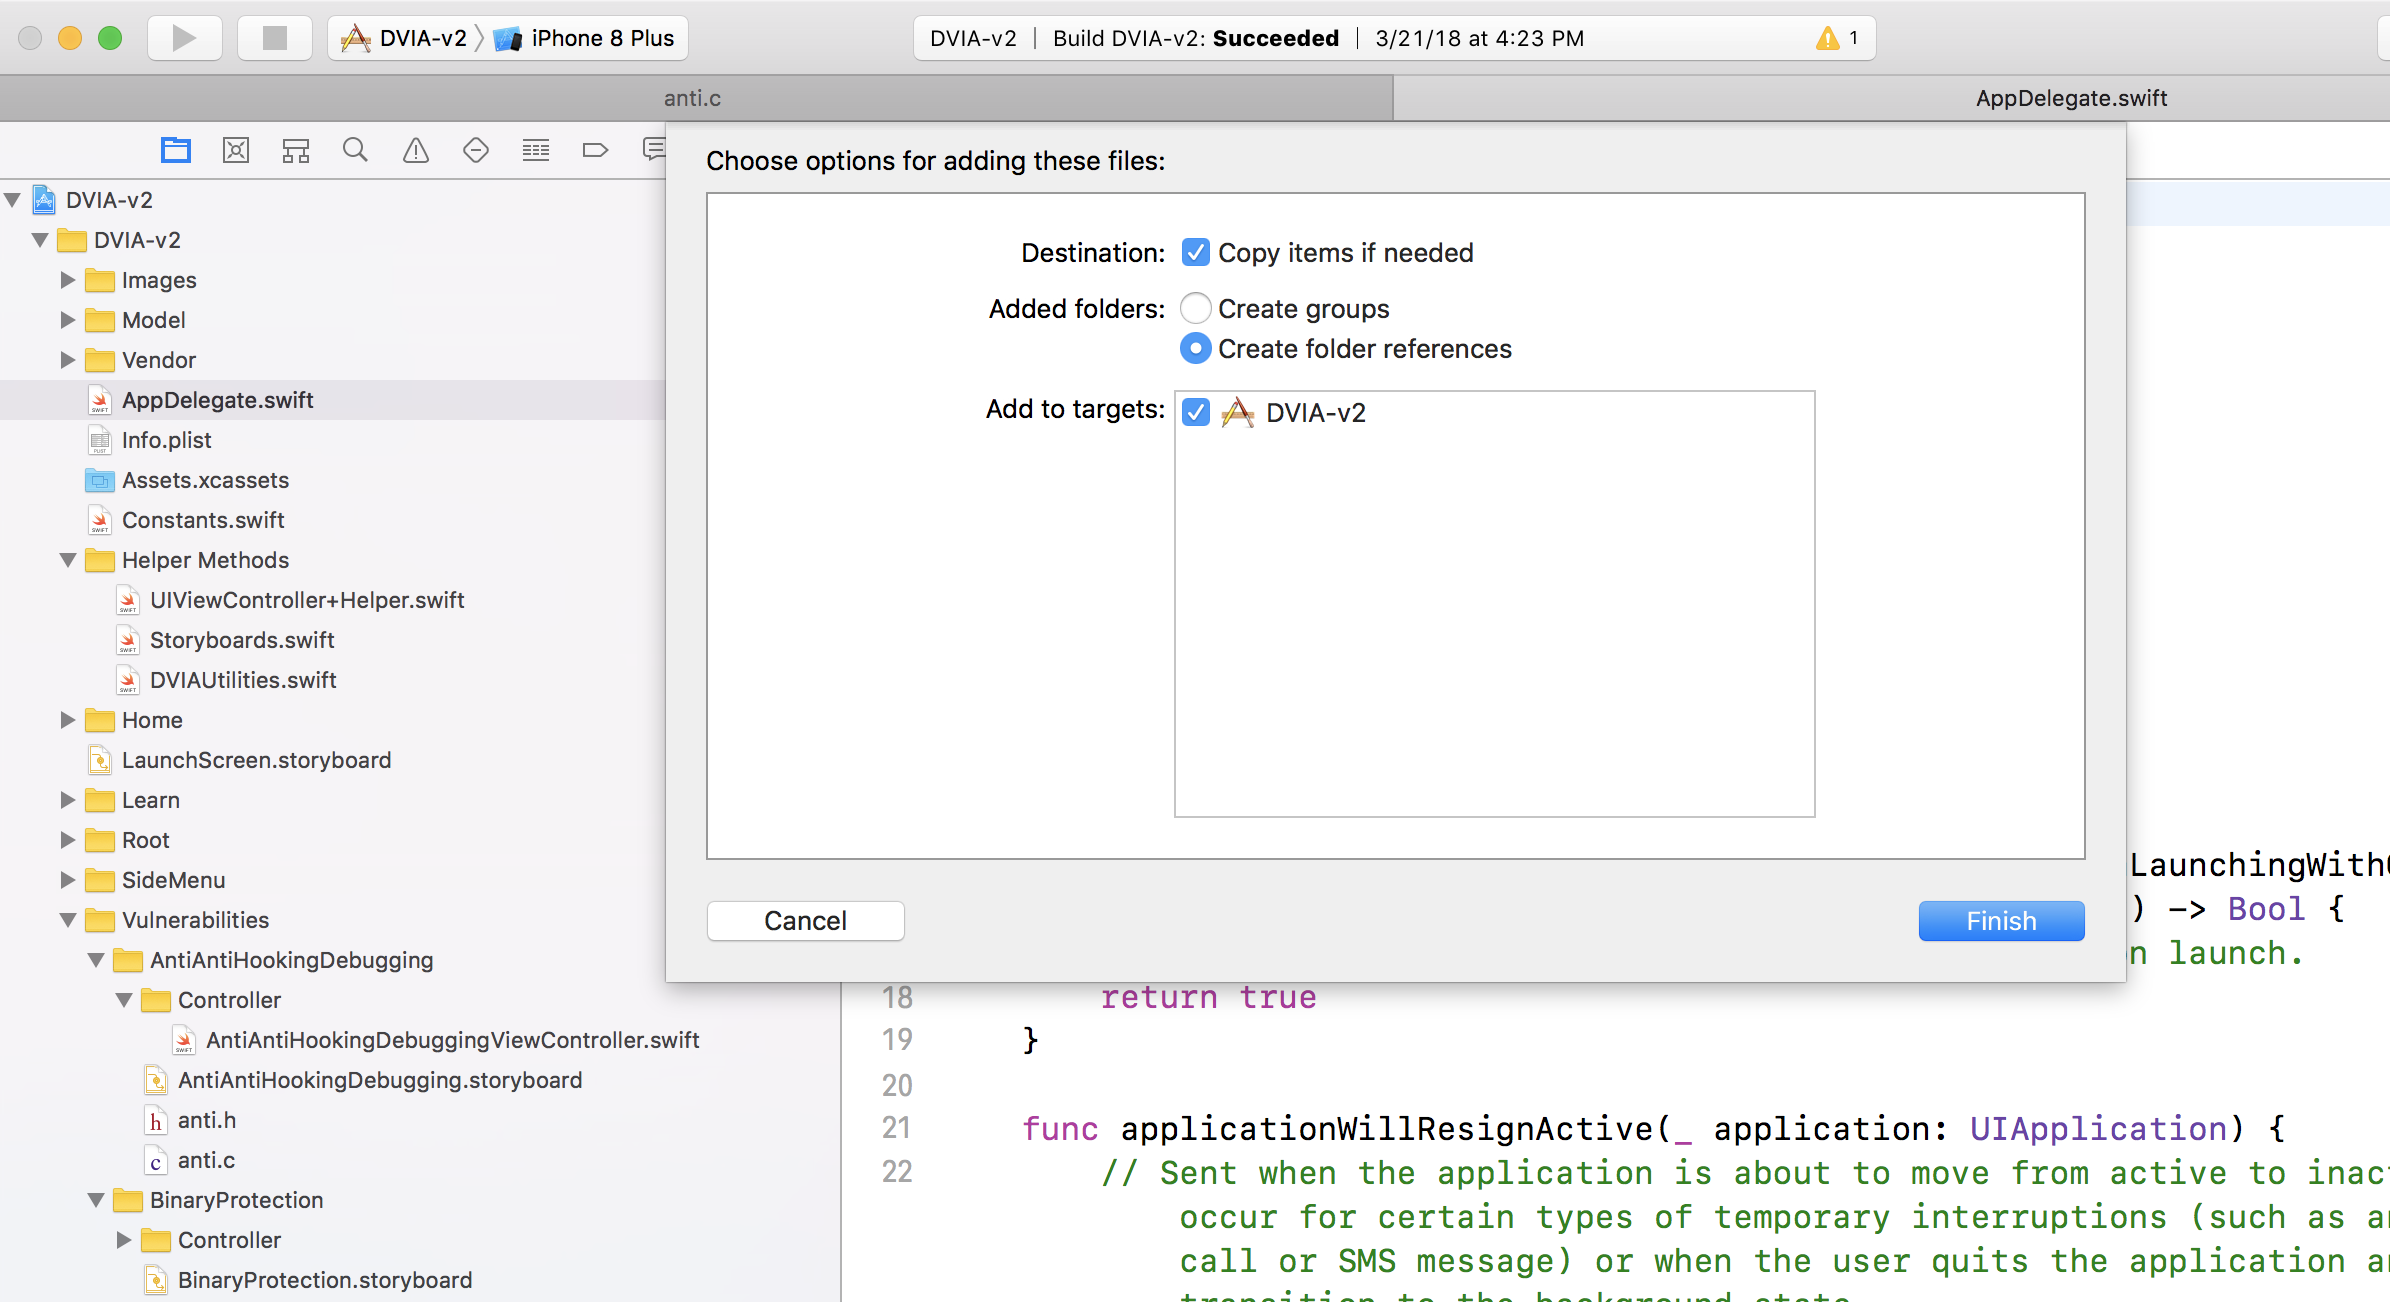 DVIA-v2 iPhone 8 Plus
DVIA-v2 | Build DVIA-v2: Succeeded | 3/21/18 at 4:23 PM 1
anti.c
AppDelegate.swift
Choose options for adding these files:
Destination: Copy items if needed
Added folders: Create groups
Create folder references
Add to targets: DVIA-v2
Cancel
Finish
DVIA-v2
DVIA-v2
Images
Model
Vendor
AppDelegate.swift
Info.plist
Assets.xcassets
Constants.swift
Helper Methods
UIViewController+Helper.swift
Storyboards.swift
DVIAUtilities.swift
Home
LaunchScreen.storyboard
Learn
Root
SideMenu
Vulnerabilities
AntiAntiHookingDebugging
Controller
AntiAntiHookingDebuggingViewController.swift
AntiAntiHookingDebugging.storyboard
anti.h
anti.c
BinaryProtection
Controller
BinaryProtection.storyboard
LaunchingWith
) -> Bool {
n launch.
18 return true
19 }
20
21 func applicationWillResignActive(_ application: UIApplication) {
22 // Sent when the application is about to move from active to inac
occur for certain types of temporary interruptions (such as a
call or SMS message) or when the user quits the application a
transition to the background state